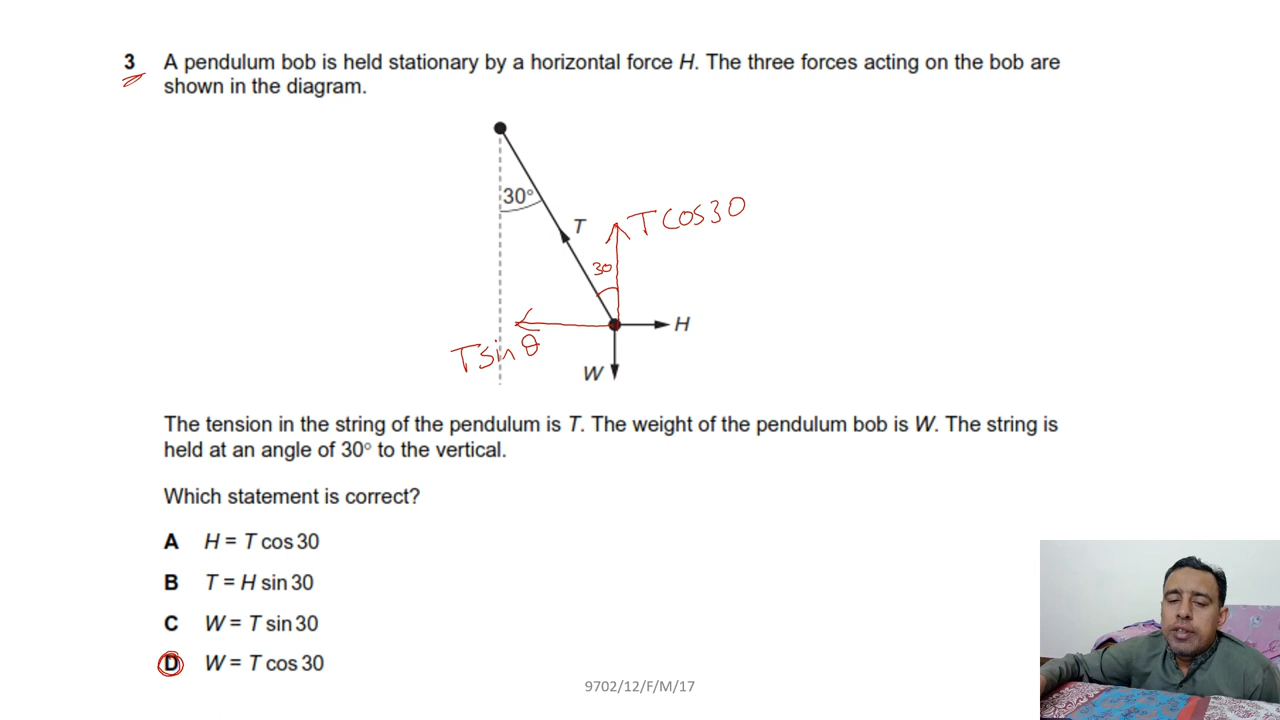 3 A pendulum bob is held stationary by a horizontal force H. The three forces acting on the bob are
shown in the diagram.
30°
T
T cos 30
30
H
T sin θ
W
The tension in the string of the pendulum is T. The weight of the pendulum bob is W. The string is
held at an angle of 30° to the vertical.
Which statement is correct?
A H = T cos 30
B T = H sin 30
C W = T sin 30
D W = T cos 30
9702/12/F/M/17